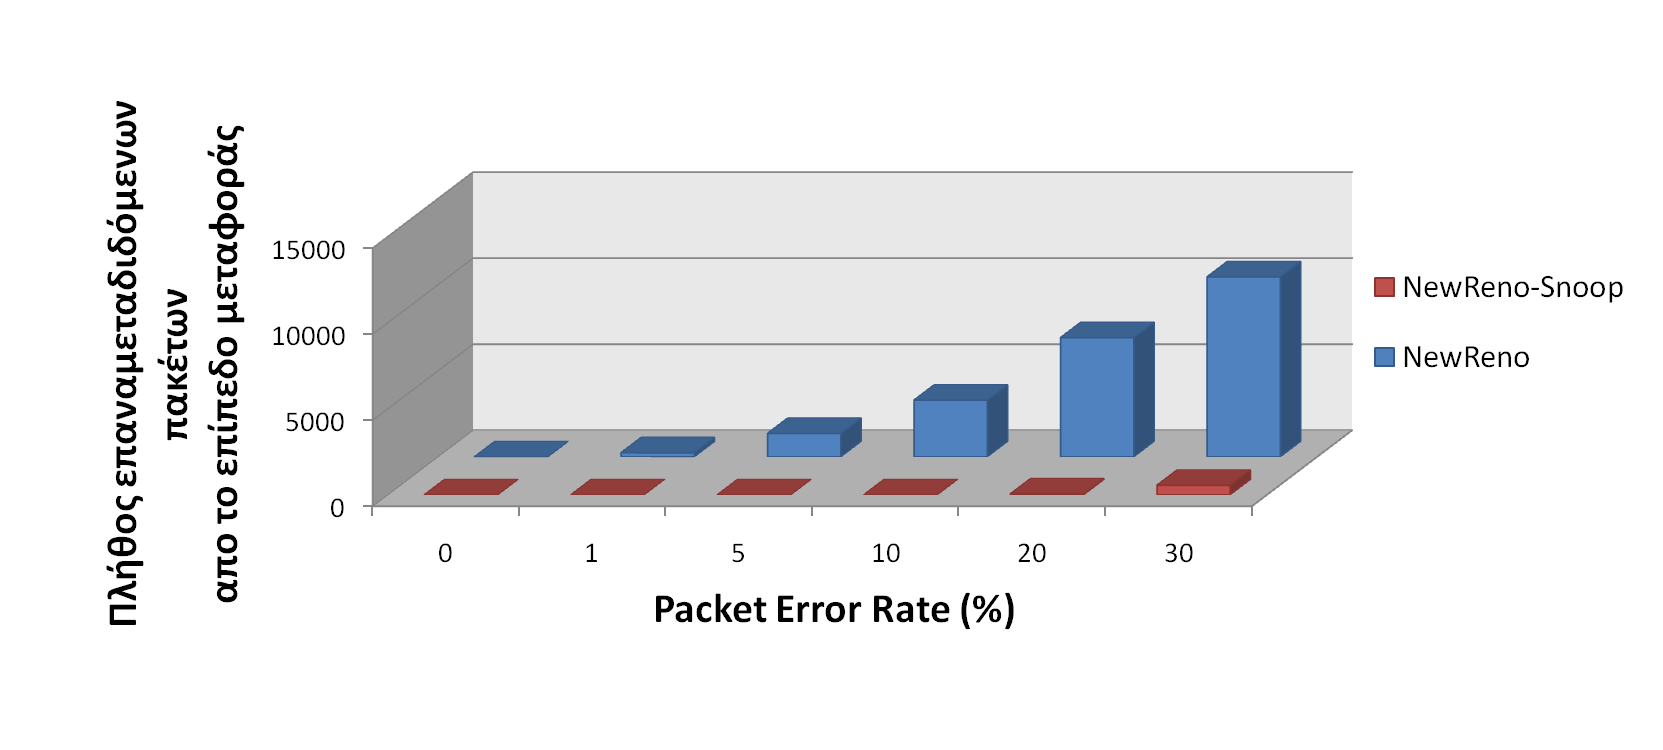 Πλήθος επαναμεταδιδόμενων
πακέτων
απο το επίπεδο μεταφοράς
15000
10000
5000
0
0 1 5 10 20 30
Packet Error Rate (%)
NewReno-Snoop
NewReno